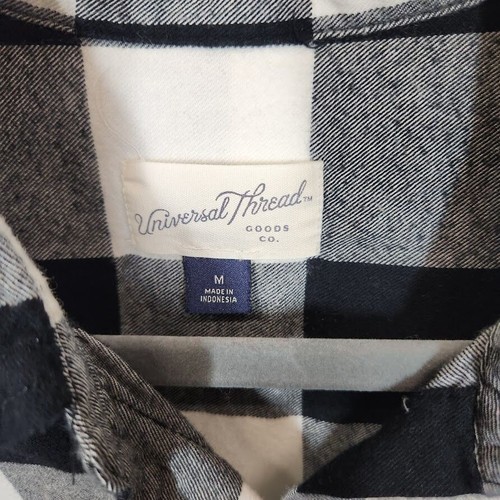 Universal Thread™
GOODS
CO.
M
MADE IN
INDONESIA